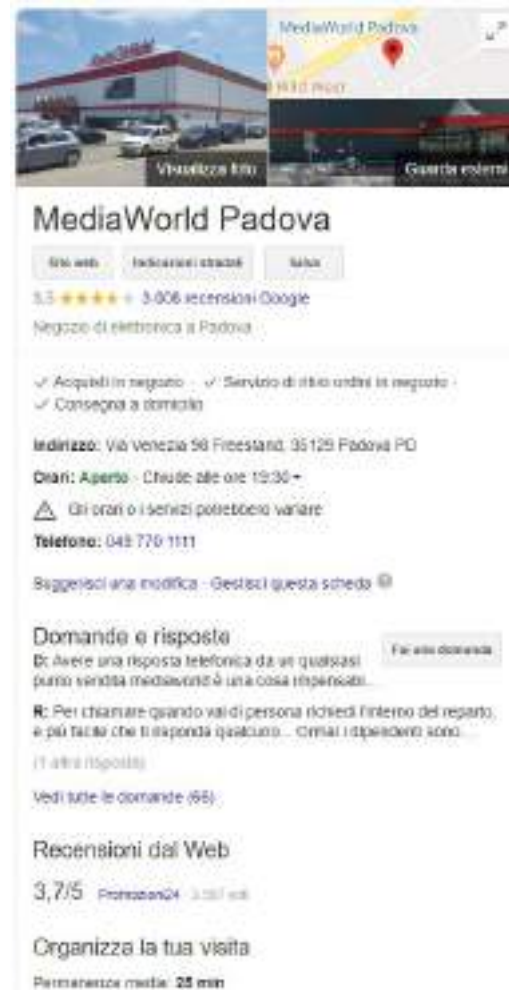 MediaWorld
MediaWorld Padova
Wild West
Visualizza foto
Guarda esterni
MediaWorld Padova
Sito web
Indicazioni stradali
Salva
3.606 recensioni Google
Negozio di elettronica a Padova
✓ Acquisti in negozio · ✓ Servizio di ritiro ordini in negozio ·
✓ Consegna a domicilio
Indirizzo: Via Venezia 98 Freestand, 35129 Padova PD
Orari: Aperto · Chiude alle ore 19:30
Gli orari o i servizi potrebbero variare
Telefono: 049 770 1111
Suggerisci una modifica · Gestisci questa scheda
Domande e risposte
Fai una domanda
D: Avere una risposta telefonica da un qualsiasi
punto vendita mediaworld è una cosa impensabi...
R: Per chiamare quando vai di persona richiedi l'interno del reparto,
e più facile che ti risponda qualcuno... Ormai i dipendenti sono...
(1 altra risposta)
Vedi tutte le domande (66)
Recensioni dal Web
3,7/5 Promozioni24
Organizza la tua visita
Permanenza media: 25 min